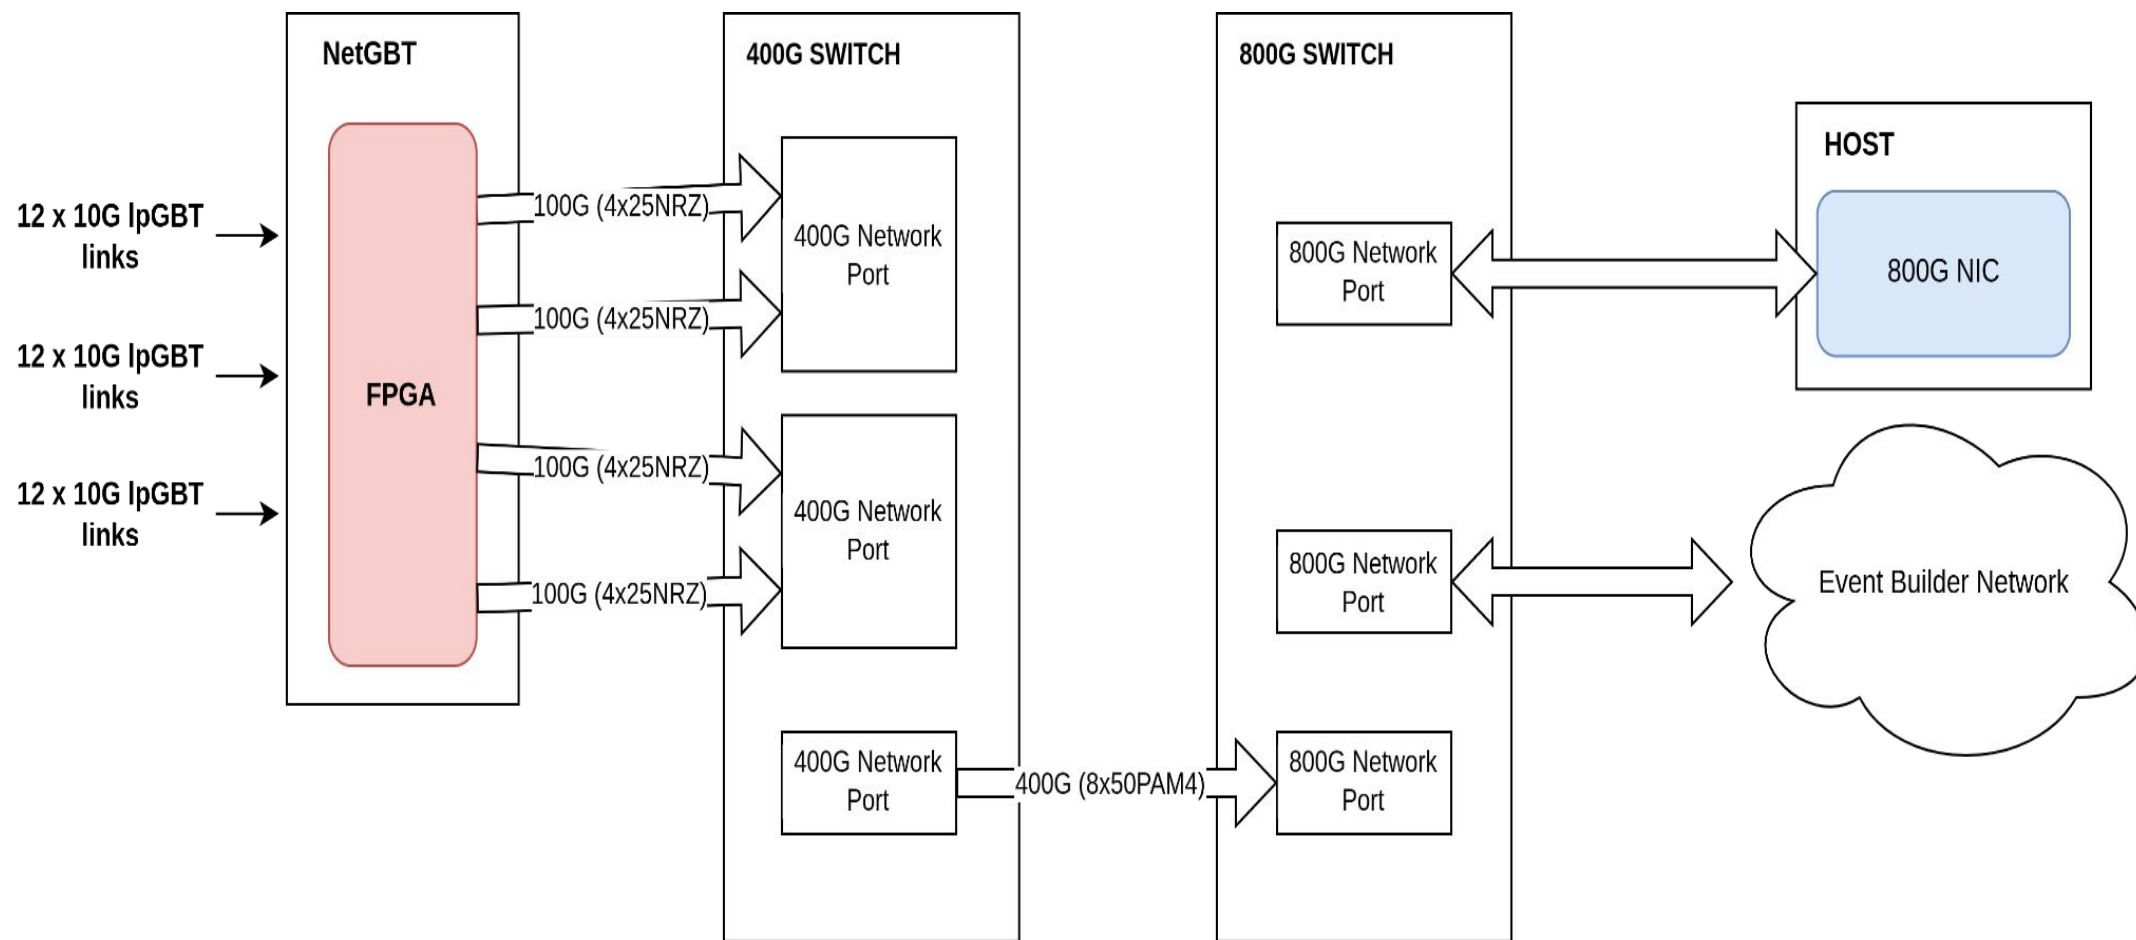 NetGBT
400G SWITCH
800G SWITCH
HOST
12 x 10G lpGBT
links
12 x 10G lpGBT
links
12 x 10G lpGBT
links
FPGA
100G (4x25NRZ)
100G (4x25NRZ)
100G (4x25NRZ)
100G (4x25NRZ)
400G Network
Port
400G Network
Port
400G Network
Port
400G (8x50PAM4)
800G Network
Port
800G Network
Port
800G Network
Port
800G NIC
Event Builder Network